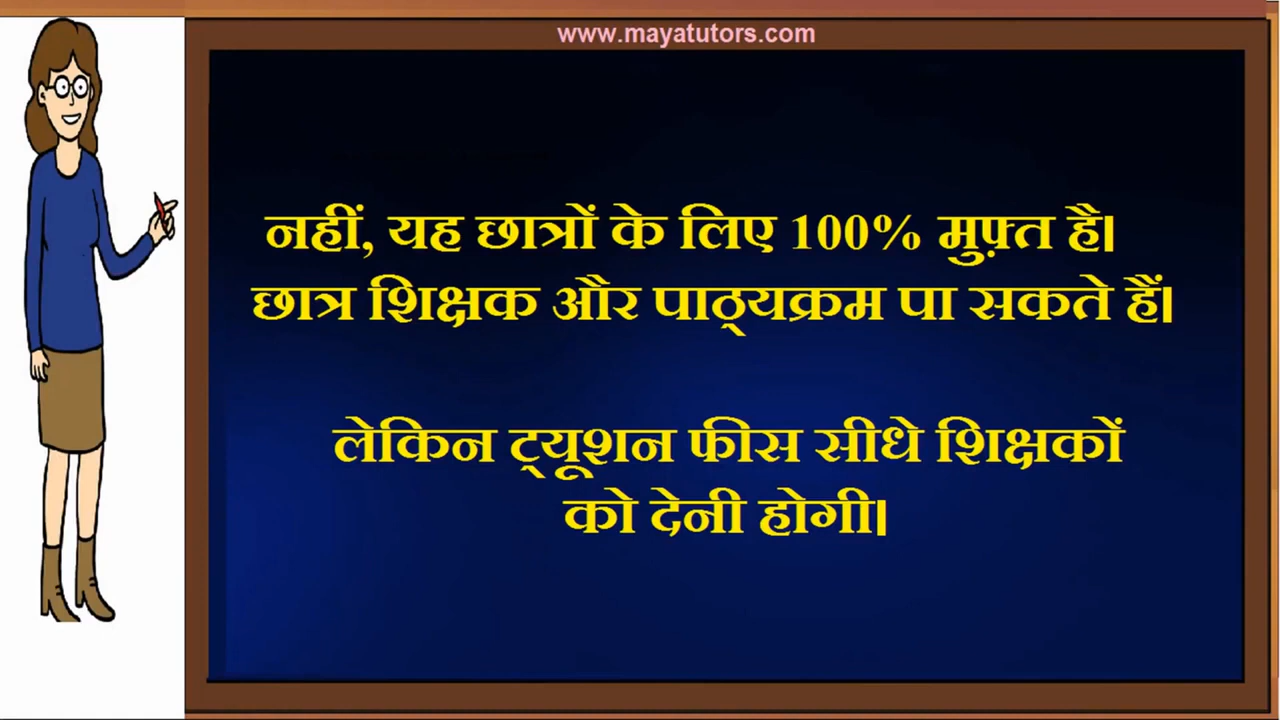 www.mayatutors.com
नहीं, यह छात्रों के लिए 100% मुफ़्त है।
छात्र शिक्षक और पाठ्यक्रम पा सकते हैं।
लेकिन ट्यूशन फीस सीधे शिक्षकों
को देनी होगी।